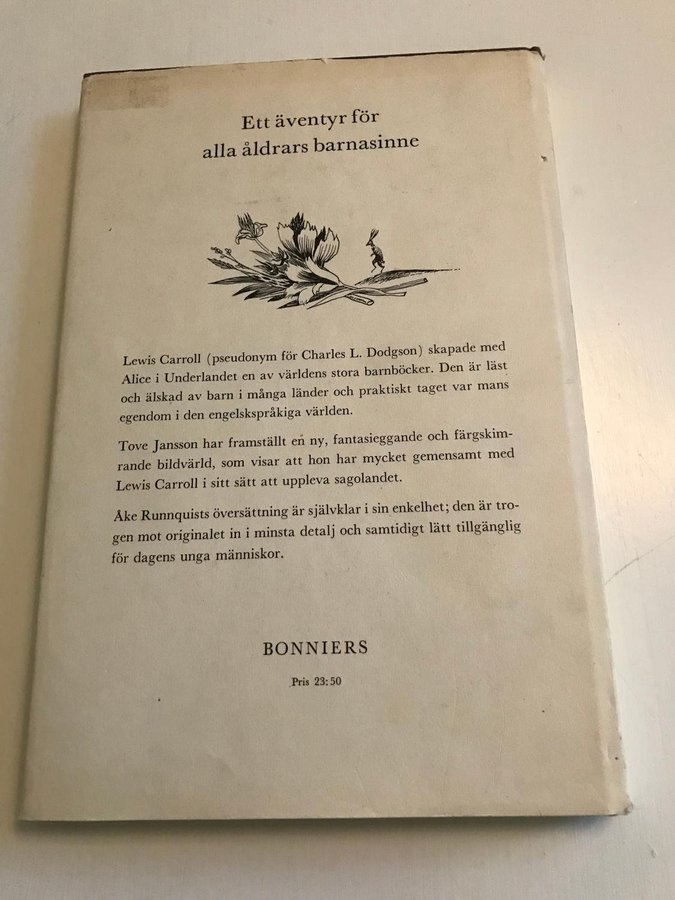 Ett äventyr för
alla åldrars barnasinne
Lewis Carroll (pseudonym för Charles L. Dodgson) skapade med
Alice i Underlandet en av världens stora barnböcker. Den är läst
och älskad av barn i många länder och praktiskt taget var mans
egendom i den engelskspråkiga världen.
Tove Jansson har framställt en ny, fantasieggande och färgskim-
rande bildvärld, som visar att hon har mycket gemensamt med
Lewis Carroll i sitt sätt att uppleva sagolandet.
Åke Runnquists översättning är självklar i sin enkelhet; den är tro-
gen mot originalet in i minsta detalj och samtidigt lätt tillgänglig
för dagens unga människor.
BONNIERS
Pris 23:50